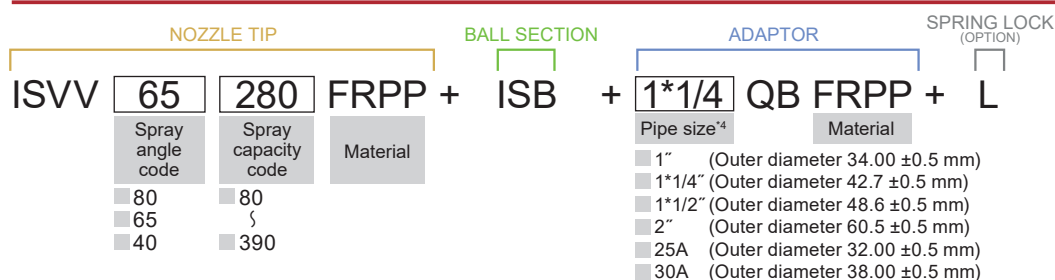 NOZZLE TIP BALL SECTION ADAPTOR SPRING LOCK
(OPTION)
ISVV 65 280 FRPP + ISB + 1*1/4 QB FRPP + L
Spray angle code
Spray capacity code
Material
Pipe size*4
Material
80
65
40
80
∫
390
1˝ (Outer diameter 34.00 ±0.5 mm)
1*1/4˝ (Outer diameter 42.7 ±0.5 mm)
1*1/2˝ (Outer diameter 48.6 ±0.5 mm)
2˝ (Outer diameter 60.5 ±0.5 mm)
25A (Outer diameter 32.00 ±0.5 mm)
30A (Outer diameter 38.00 ±0.5 mm)